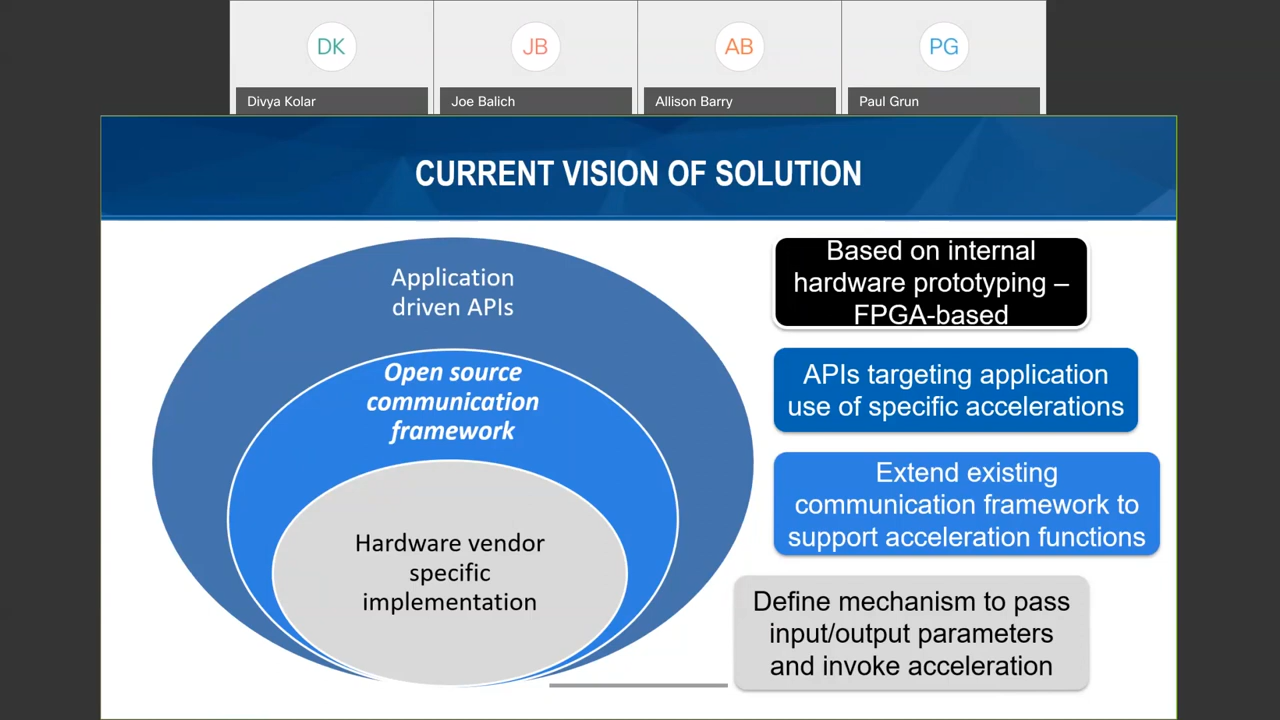 DK
JB
AB
PG
Divya Kolar
Joe Balich
Allison Barry
Paul Grun
CURRENT VISION OF SOLUTION
Application
driven APIs
Open source
communication
framework
Hardware vendor
specific
implementation
Based on internal
hardware prototyping –
FPGA-based
APIs targeting application
use of specific accelerations
Extend existing
communication framework to
support acceleration functions
Define mechanism to pass
input/output parameters
and invoke acceleration